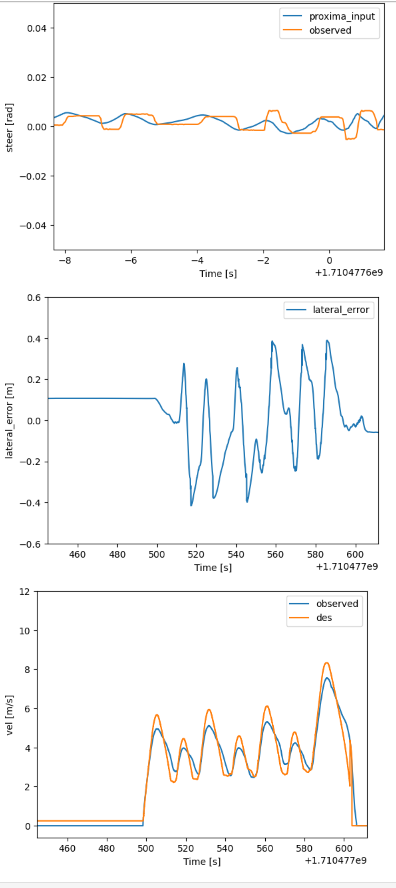 proxima_input
observed
steer [rad]
0.04
0.02
0.00
−0.02
−0.04
−8 −6 −4 −2 0
Time [s]
+1.7104776e9
lateral_error
lateral_error [m]
0.6
0.4
0.2
0.0
−0.2
−0.4
−0.6
460 480 500 520 540 560 580 600
Time [s]
+1.710477e9
observed
des
vel [m/s]
12
10
8
6
4
2
0
460 480 500 520 540 560 580 600
Time [s]
+1.710477e9